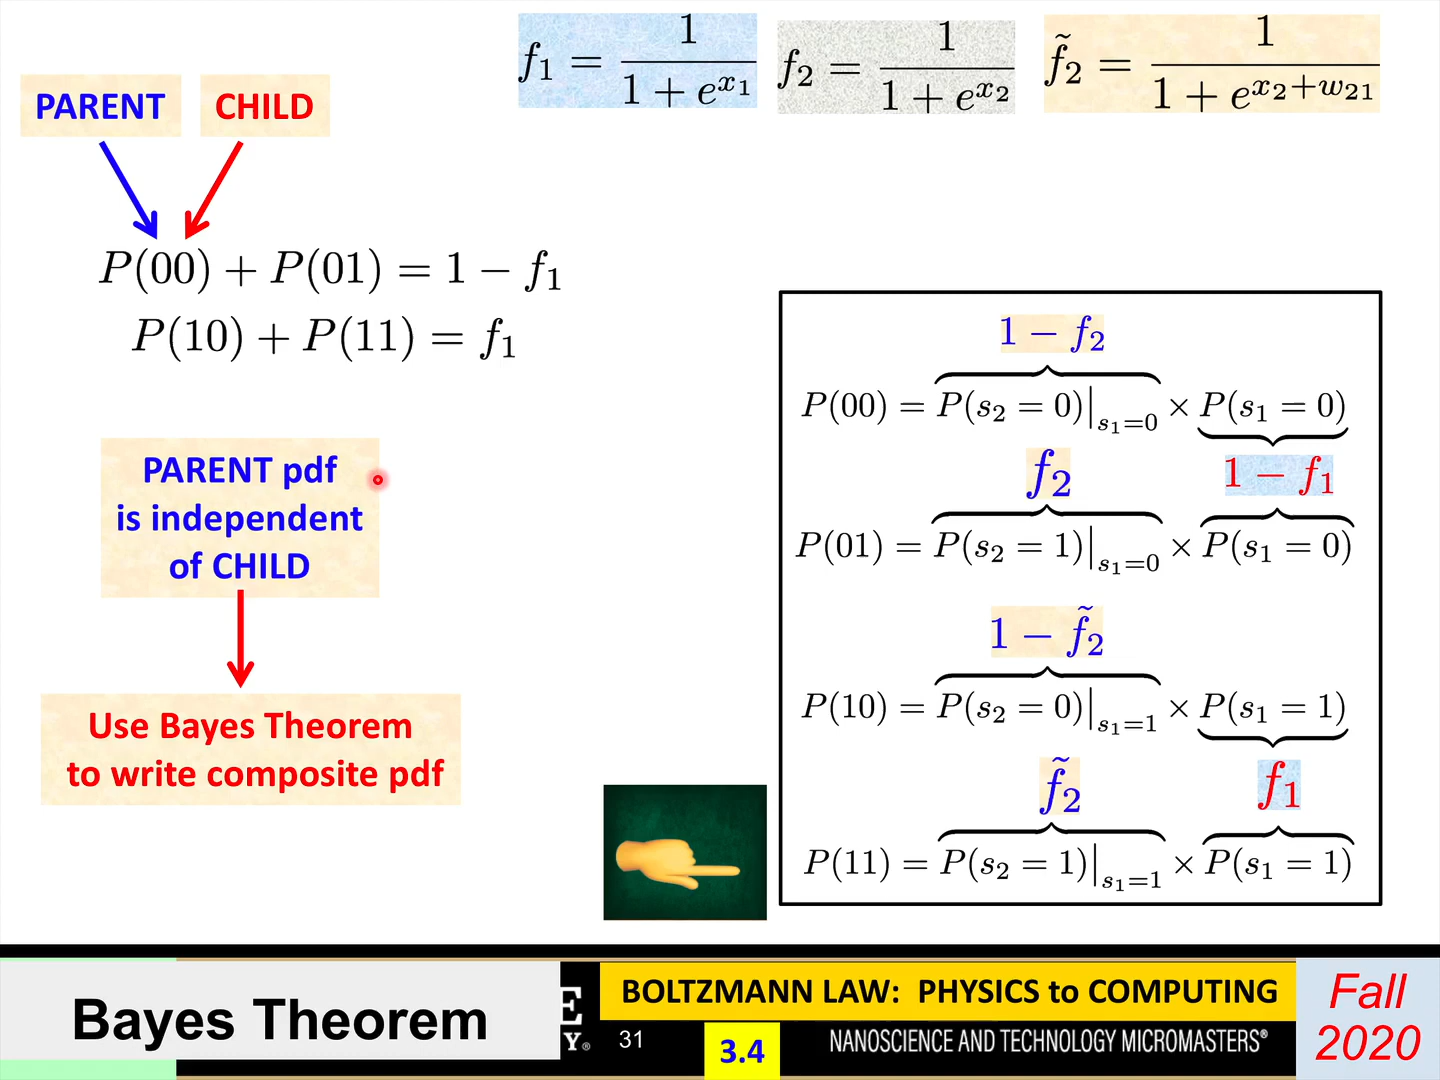 f₁ = 1 / (1 + e^{x₁})
f₂ = 1 / (1 + e^{x₂})
f̃₂ = 1 / (1 + e^{x₂+w₂₁})
PARENT
CHILD
P(00) + P(01) = 1 − f₁
P(10) + P(11) = f₁
PARENT pdf
is independent
of CHILD
Use Bayes Theorem
to write composite pdf
1 − f₂
P(00) = P(s₂ = 0)|_{s₁=0} × P(s₁ = 0)
f₂
1 − f₁
P(01) = P(s₂ = 1)|_{s₁=0} × P(s₁ = 0)
1 − f̃₂
P(10) = P(s₂ = 0)|_{s₁=1} × P(s₁ = 1)
f̃₂
f₁
P(11) = P(s₂ = 1)|_{s₁=1} × P(s₁ = 1)
Bayes Theorem
E
Y®
31
BOLTZMANN LAW: PHYSICS to COMPUTING
3.4
NANOSCIENCE AND TECHNOLOGY MICROMASTERS®
Fall
2020